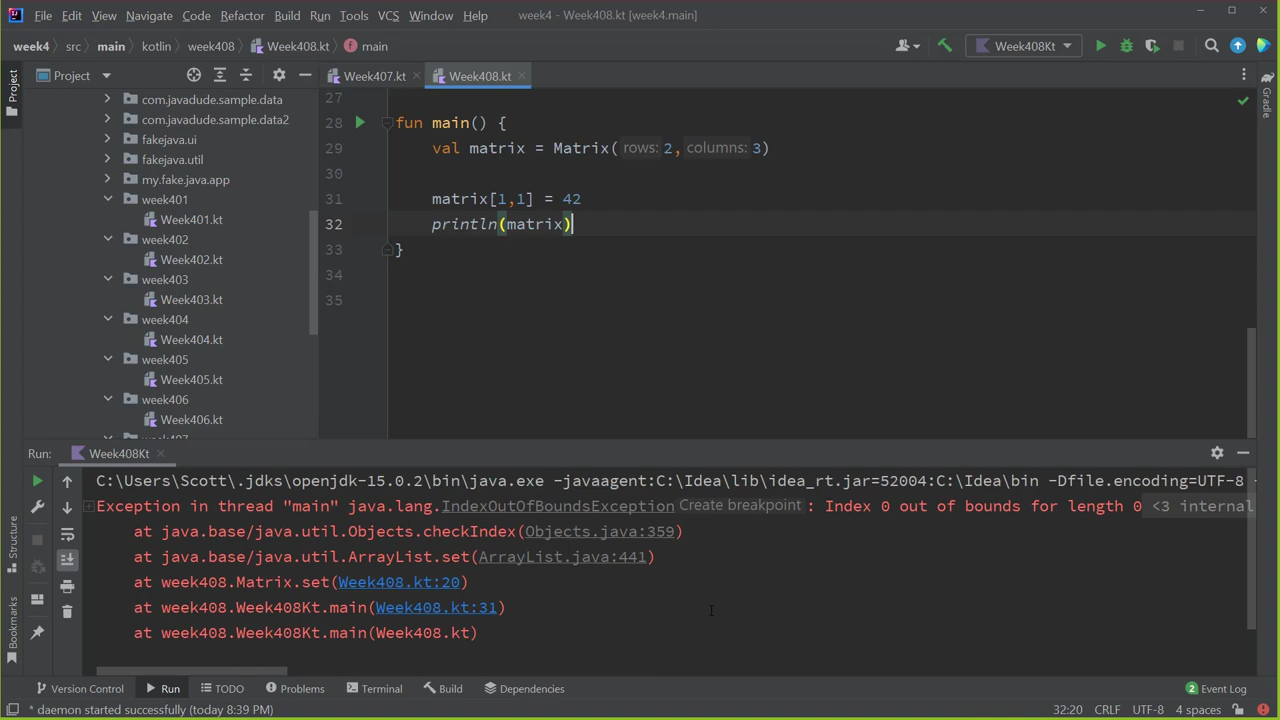 File Edit View Navigate Code Refactor Build Run Tools VCS Window Help week4 - Week408.kt [week4.main]
week4 src main kotlin week408 Week408.kt main Week408Kt
Project
Project
Week407.kt
Week408.kt
com.javadude.sample.data
com.javadude.sample.data2
fakejava.ui
fakejava.util
my.fake.java.app
week401
Week401.kt
week402
Week402.kt
week403
Week403.kt
week404
Week404.kt
week405
Week405.kt
week406
Week406.kt
27
28 fun main() {
29 val matrix = Matrix( rows: 2, columns: 3)
30
31 matrix[1,1] = 42
32 println(matrix)
33 }
34
35
Gradle
Run: Week408Kt
C:\Users\Scott\.jdks\openjdk-15.0.2\bin\java.exe -javaagent:C:\Idea\lib\idea_rt.jar=52004:C:\Idea\bin -Dfile.encoding=UTF-8 -
Exception in thread "main" java.lang.IndexOutOfBoundsException Create breakpoint : Index 0 out of bounds for length 0 <3 internal
at java.base/java.util.Objects.checkIndex(Objects.java:359)
at java.base/java.util.ArrayList.set(ArrayList.java:441)
at week408.Matrix.set(Week408.kt:20)
at week408.Week408Kt.main(Week408.kt:31)
at week408.Week408Kt.main(Week408.kt)
Structure
Bookmarks
Version Control Run TODO Problems Terminal Build Dependencies 2 Event Log
* daemon started successfully (today 8:39 PM) 32:20 CRLF UTF-8 4 spaces